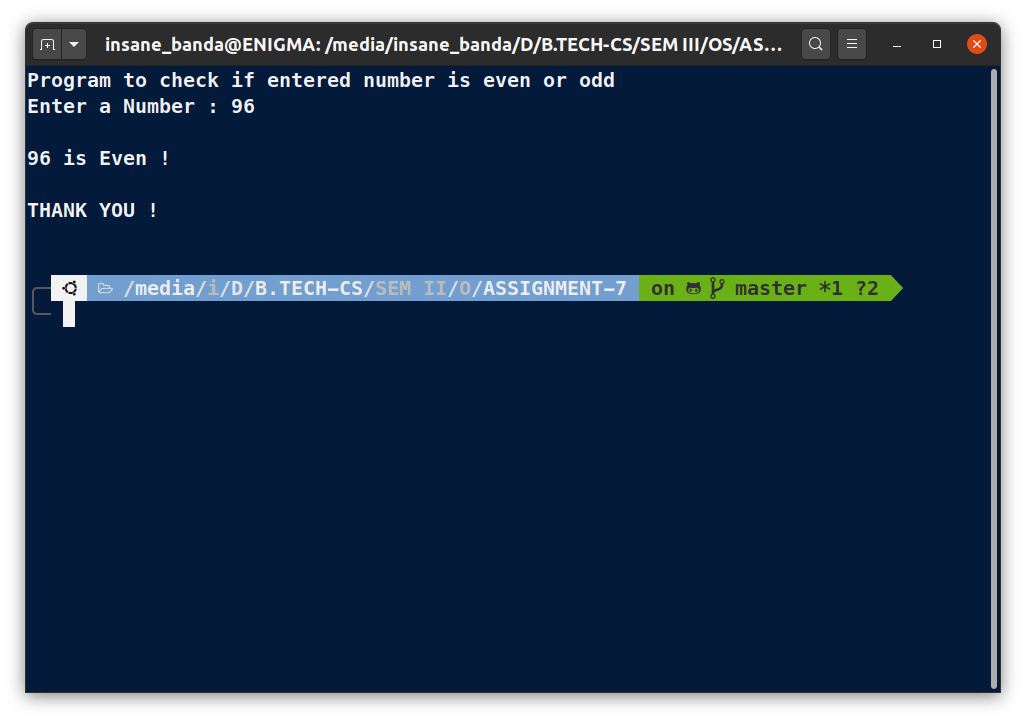 insane_banda@ENIGMA: /media/insane_banda/D/B.TECH-CS/SEM III/OS/AS...
Program to check if entered number is even or odd
Enter a Number : 96
96 is Even !
THANK YOU !
/media/i/D/B.TECH-CS/SEM II/O/ASSIGNMENT-7 on master *1 ?2